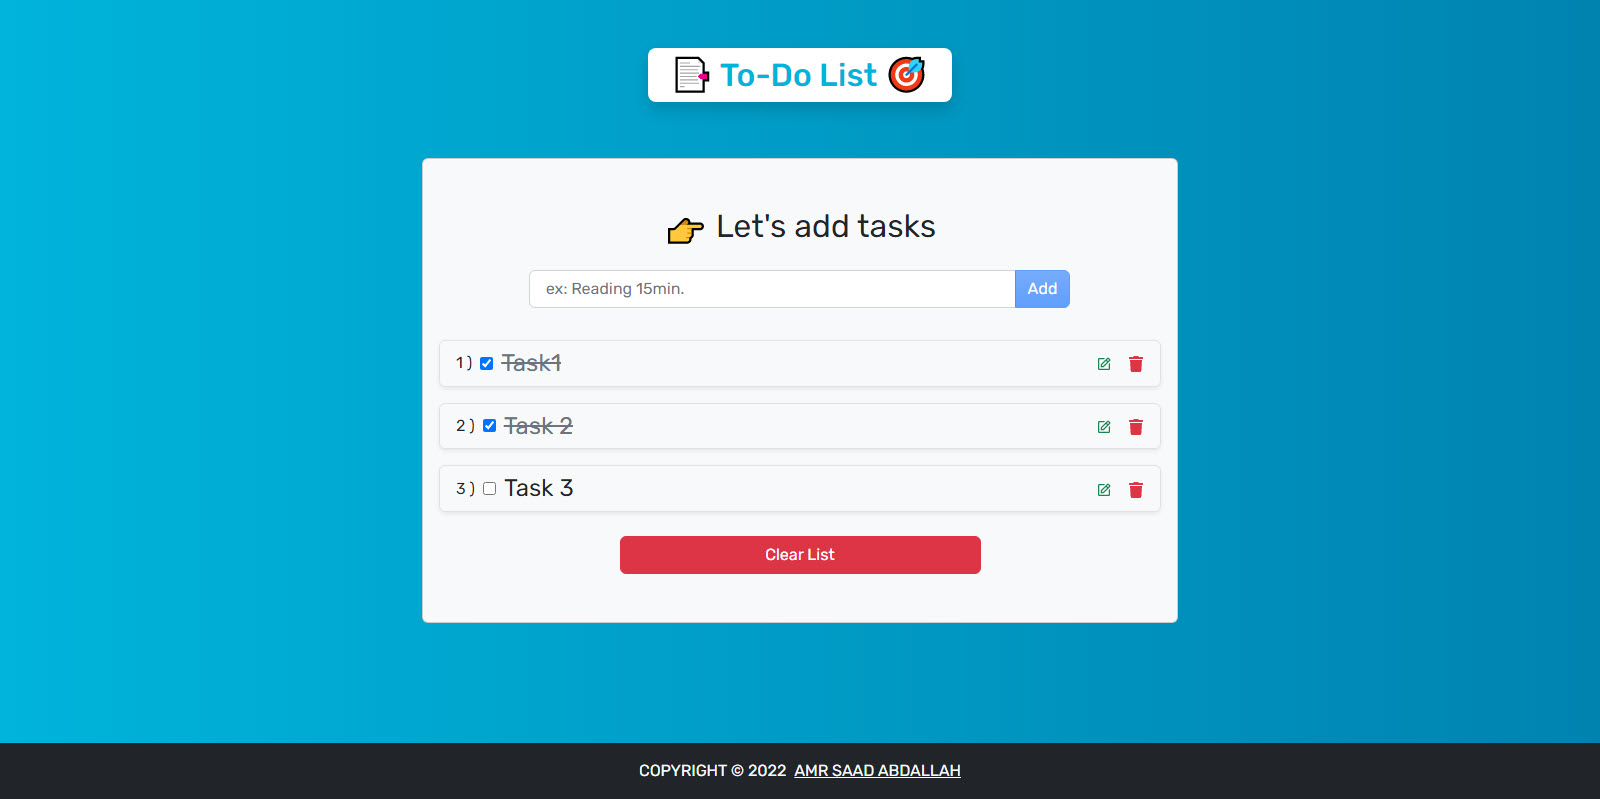 📑 To-Do List 🎯
👉 Let's add tasks
ex: Reading 15min. Add
1 ) Task1
2 ) Task 2
3 ) Task 3
Clear List
COPYRIGHT © 2022 AMR SAAD ABDALLAH